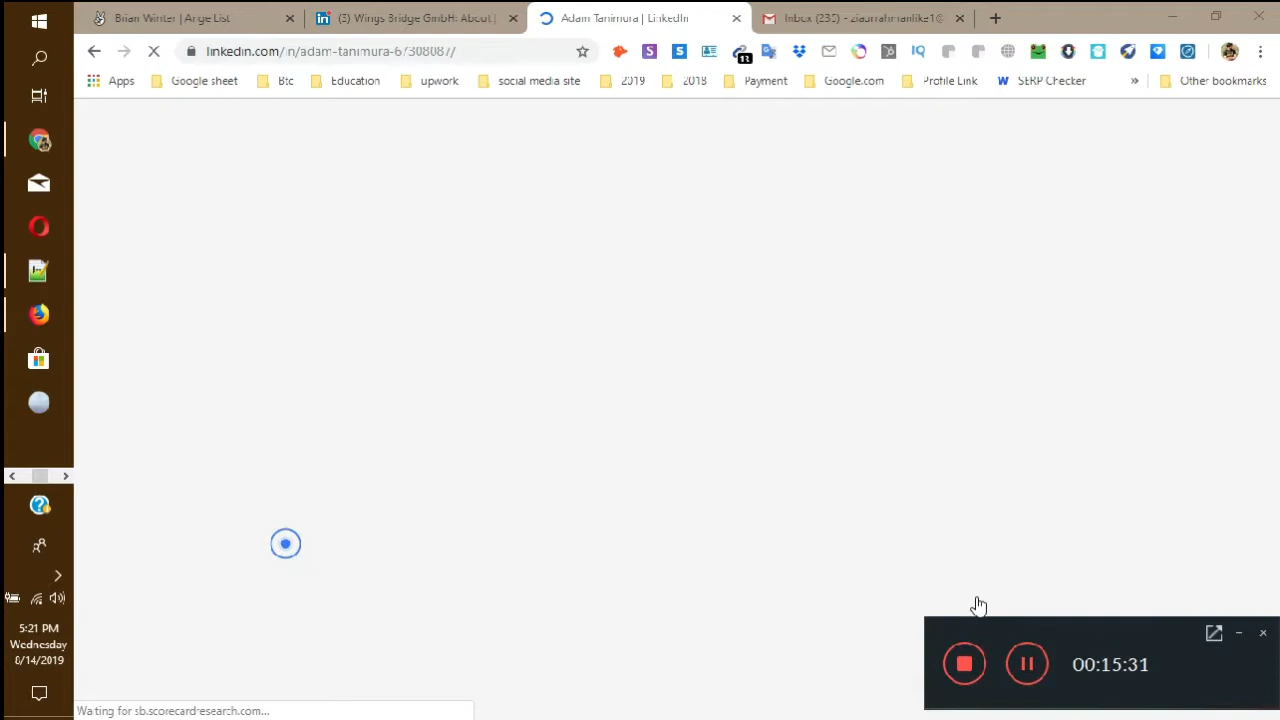 Brian Winter | Ange List
(5) Wings Bridge GmbH: About |
Adam Tanimura | LinkedIn
Inbox (235) - ziaurrahmanlike1@
linkedin.com/in/adam-tanimura-67308087/
12
Apps
Google sheet
Btc
Education
upwork
social media site
2019
2018
Payment
Google.com
Profile Link
W SERP Checker
»
Other bookmarks
5:21 PM
Wednesday
8/14/2019
00:15:31
Waiting for sb.scorecardresearch.com...